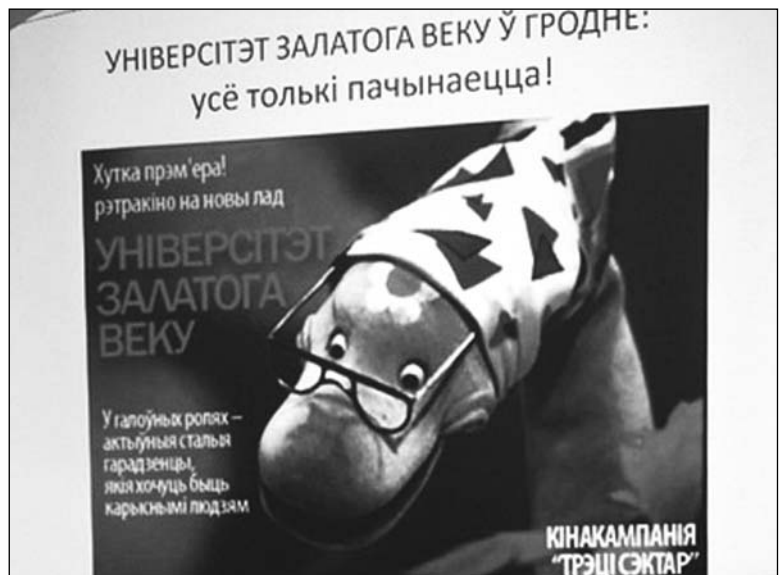 УНІВЕРСІТЭТ ЗАЛАТОГА ВЕКУ Ў ГРОДНЕ:
усё толькі пачынаецца!
Хутка прэм'ера!
рэтракіно на новы лад
УНІВЕРСІТЭТ
ЗАЛАТОГА
ВЕКУ
У галоўных ролях –
актыўныя сталыя
гарадзенцы,
якія хочуць быць
карыснымі людзям
КІНАКАМПАНІЯ
“ТРЭЦІ СЭКТАР”